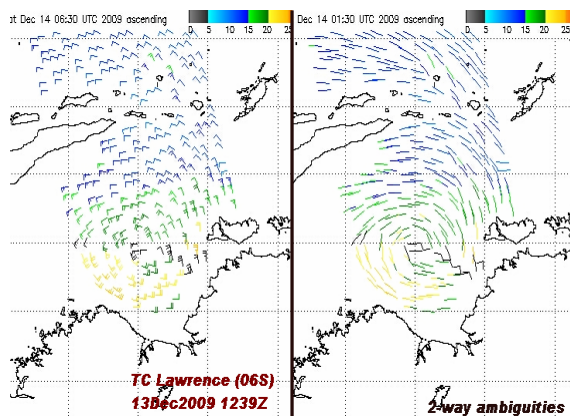 at Dec 14 06:30 UTC 2009 ascending
0 5 10 15 20 25
Dec 14 01:30 UTC 2009 ascending
0 5 10 15 20 25
TC Lawrence (06S)
13Dec2009 1239Z
2-way ambiguities